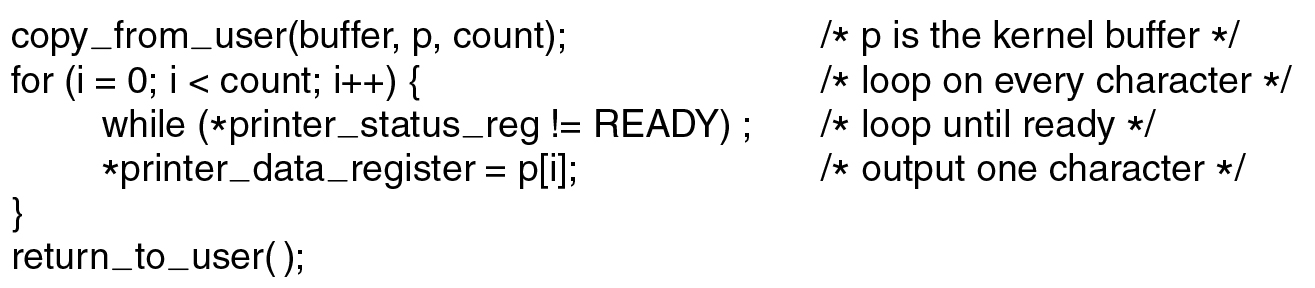 copy_from_user(buffer, p, count); /* p is the kernel buffer */
for (i = 0; i < count; i++) { /* loop on every character */
while (*printer_status_reg != READY) ; /* loop until ready */
*printer_data_register = p[i]; /* output one character */
}
return_to_user( );